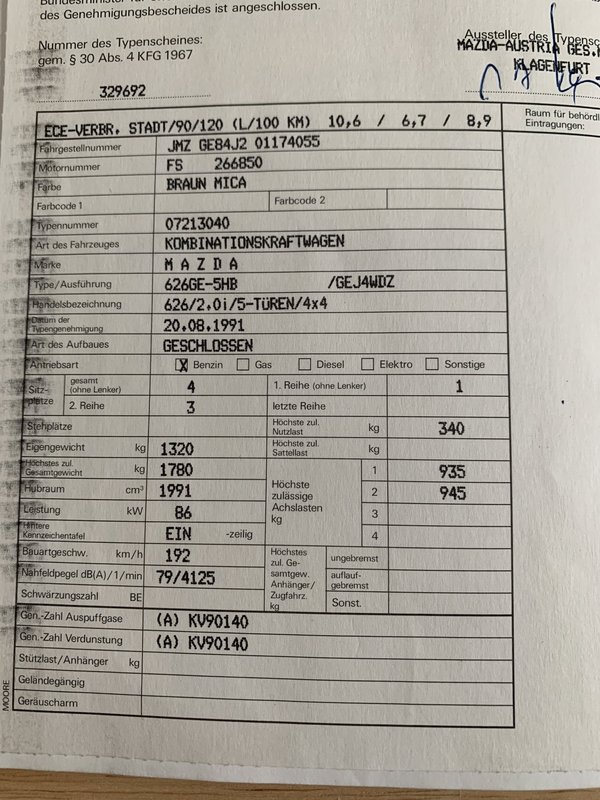 des Genehmigungsbescheides ist angeschlossen.
Nummer des Typenscheines:
gem. § 30 Abs. 4 KFG 1967
329692
Aussteller des Typensc
MAZDA-AUSTRIA GES.
KLAGENFURT
Raum für behördl
Eintragungen:
ECE-VERBR. STADT/90/120 (L/100 KM) 10,6 / 6,7 / 8,9
Fahrgestellnummer JMZ GE84J2 01174055
Motornummer FS 266850
Farbe BRAUN MICA
Farbcode 1 Farbcode 2
Typennummer 07213040
Art des Fahrzeuges KOMBINATIONSKRAFTWAGEN
Marke M A Z D A
Type/Ausführung 626GE-5HB /GEJ4WDZ
Handelsbezeichnung 626/2.0i/5-TÜREN/4x4
Datum der
Typengenehmigung 20.08.1991
Art des Aufbaues GESCHLOSSEN
Antriebsart X Benzin Gas Diesel Elektro Sonstige
Sitz-
plätze
gesamt
(ohne Lenker) 4 1. Reihe (ohne Lenker) 1
2. Reihe 3 letzte Reihe
Stehplätze Höchste zul.
Nutzlast kg 340
Eigengewicht kg 1320 Höchste zul.
Sattellast kg
Höchstes zul.
Gesamtgewicht kg 1780
Höchste
zulässige
Achslasten
kg
1 935
Hubraum cm³ 1991 2 945
Leistung kW 86 3
Hintere
Kennzeichentafel EIN -zeilig 4
Bauartgeschw. km/h 192
Höchstes
zul. Ge-
samtgew.
Anhänger/
Zugfahrz.
kg
ungebremst
Nahfeldpegel dB(A)/1/min 79/4125 auflauf-
gebremst
Schwärzungszahl BE Sonst.
Gen.-Zahl Auspuffgase (A) KV90140
Gen.-Zahl Verdunstung (A) KV90140
Stützlast/Anhänger kg
Geländegängig
Geräuscharm
MOORE